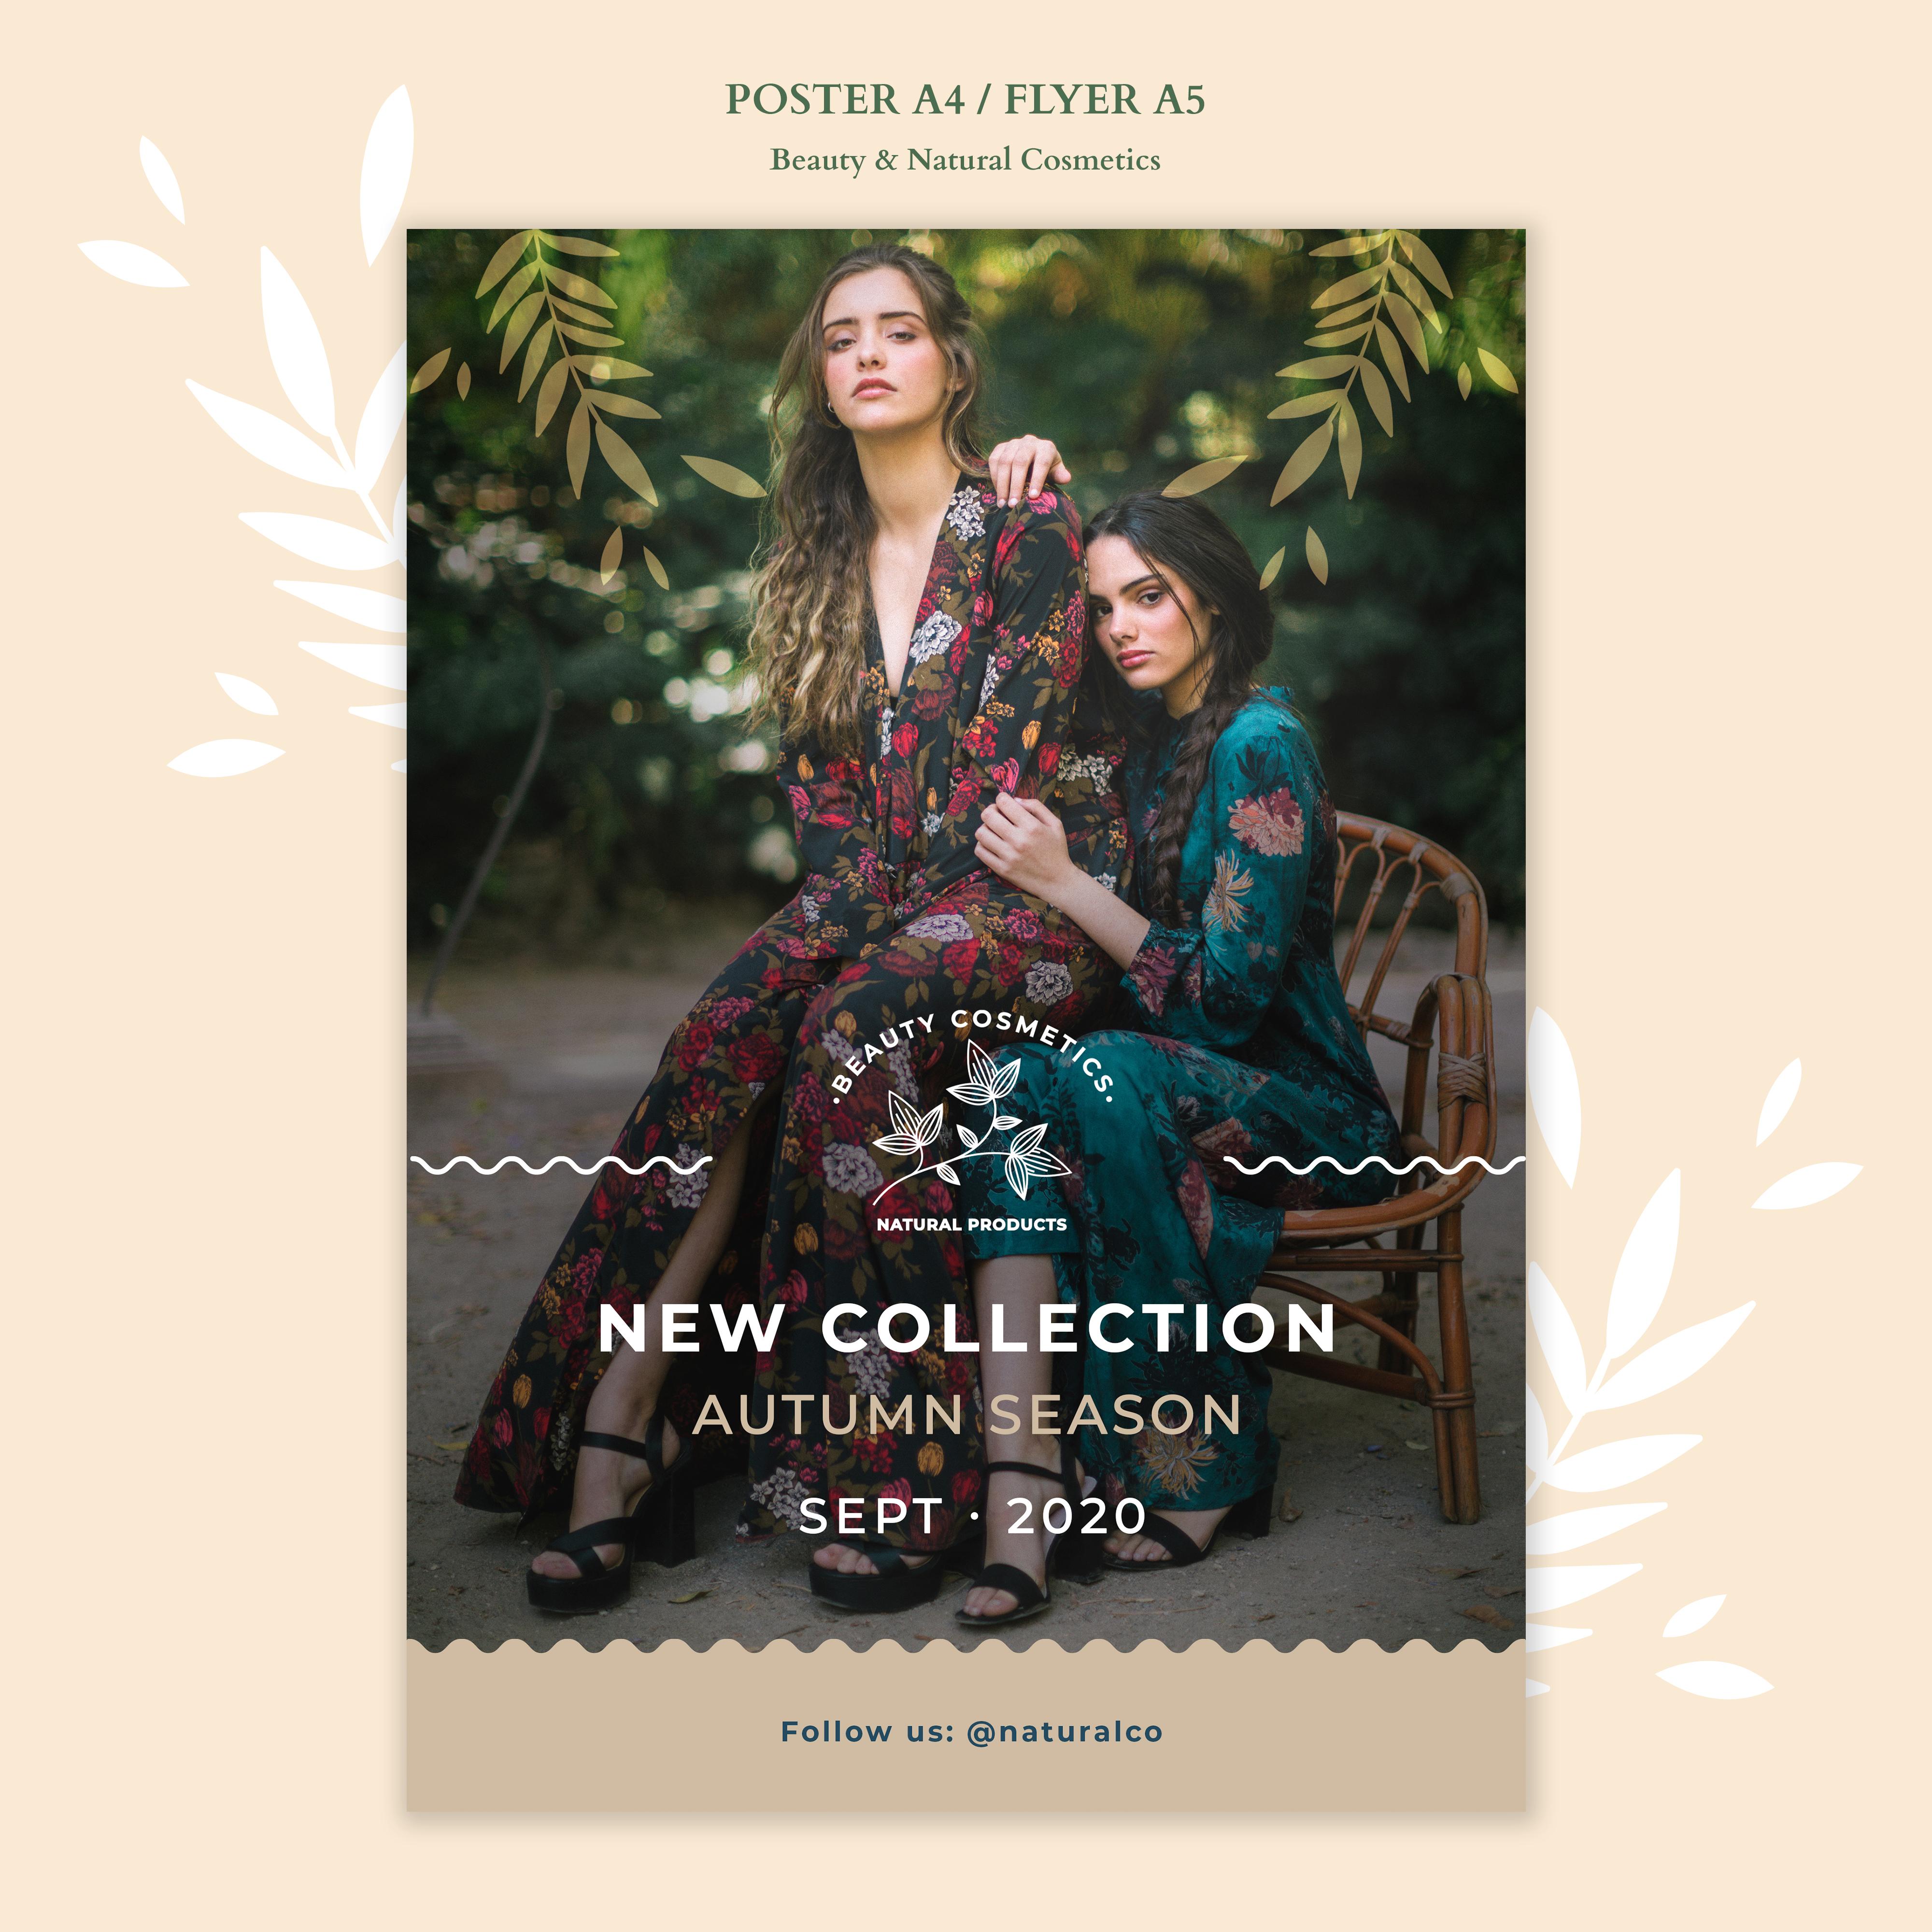 POSTER A4 / FLYER A5
Beauty & Natural Cosmetics
·BEAUTY COSMETICS·
NATURAL PRODUCTS
NEW COLLECTION
AUTUMN SEASON
SEPT · 2020
Follow us: @naturalco